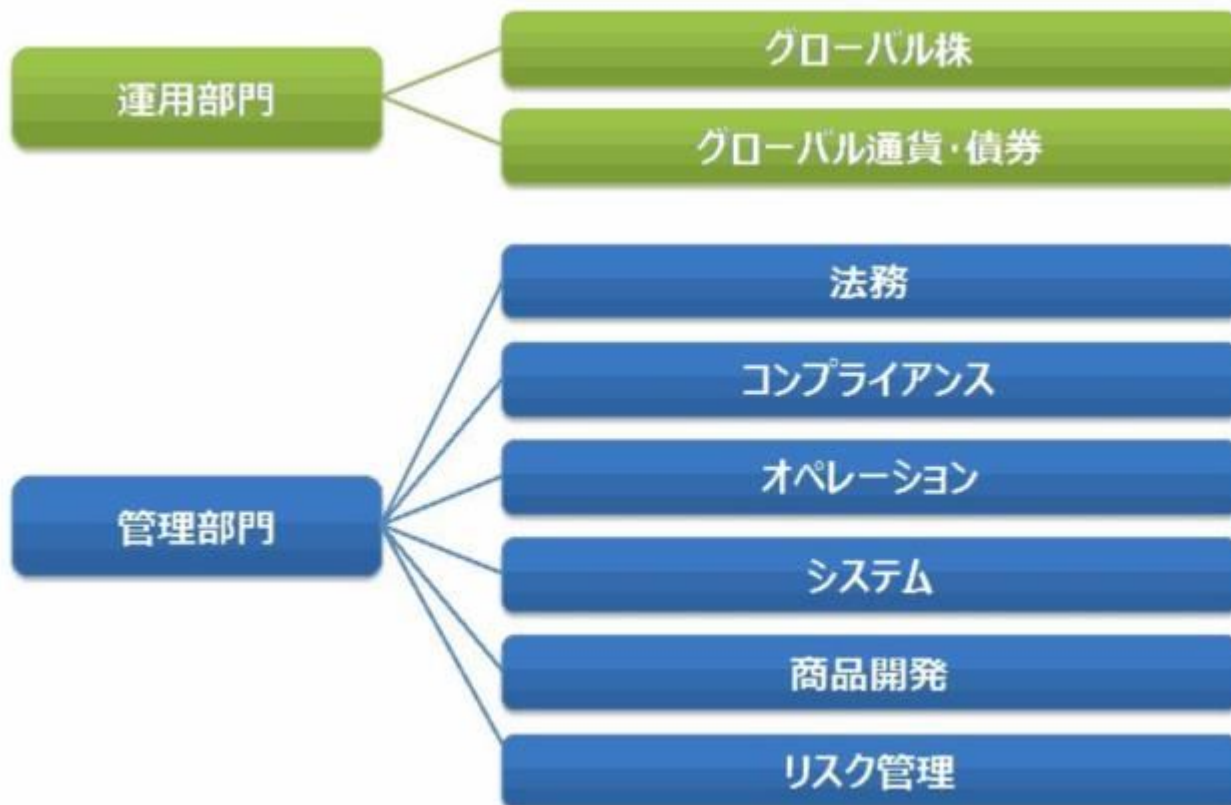 運用部門
グローバル株
グローバル通貨・債券
管理部門
法務
コンプライアンス
オペレーション
システム
商品開発
リスク管理